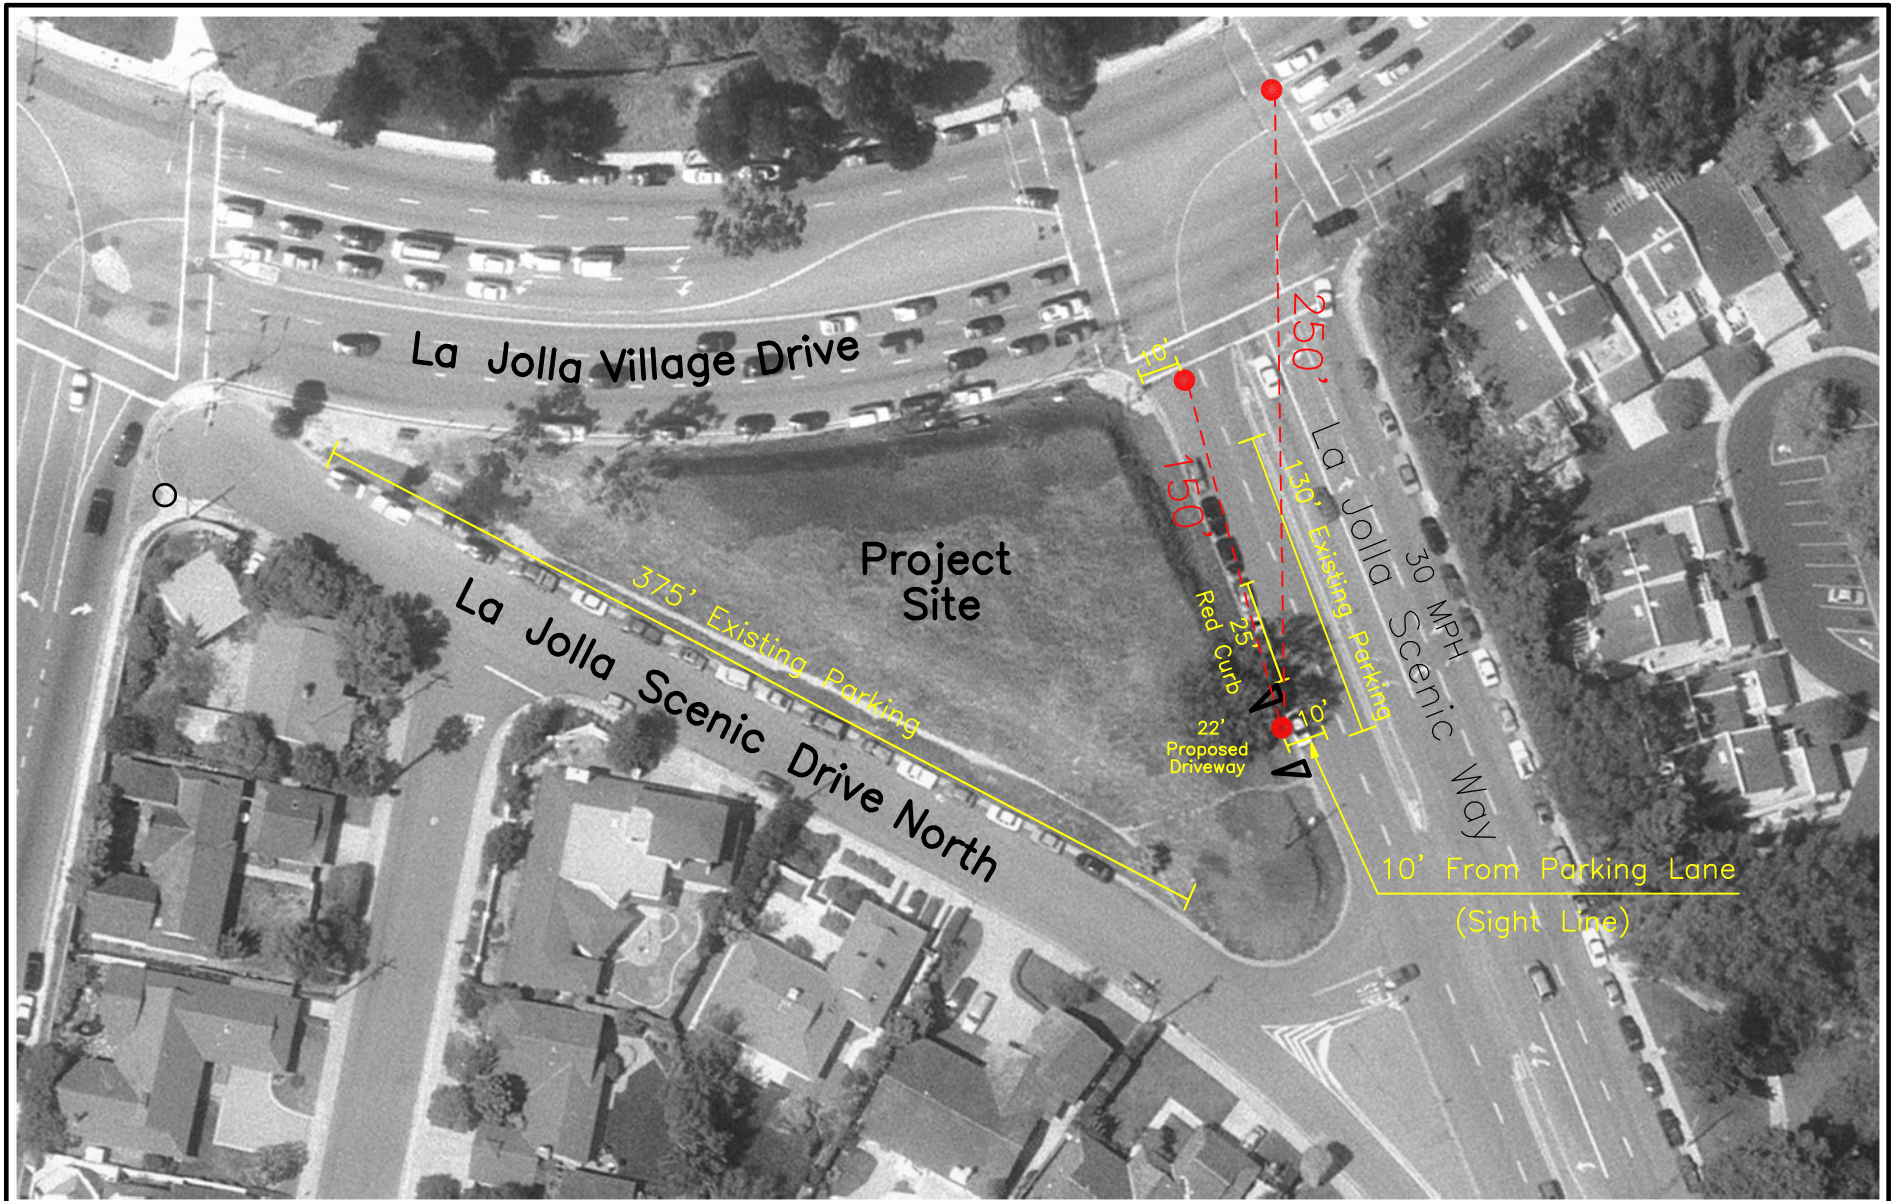 10'
250'
La Jolla Village Drive
150'
130' Existing Parking
La Jolla Scenic Way
30 MPH
Project
Site
375' Existing Parking
La Jolla Scenic Drive North
25'
Red Curb
10'
22'
Proposed
Driveway
10' From Parking Lane
(Sight Line)